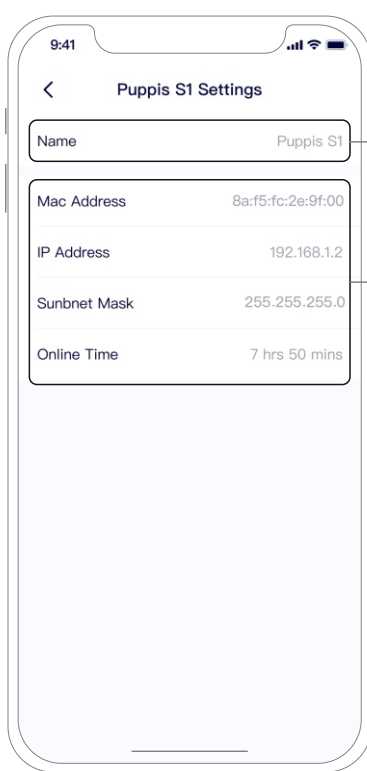 9:41
Puppis S1 Settings
Name Puppis S1
Mac Address 8a:f5:fc:2e:9f:00
IP Address 192.168.1.2
Sunbnet Mask 255.255.255.0
Online Time 7 hrs 50 mins